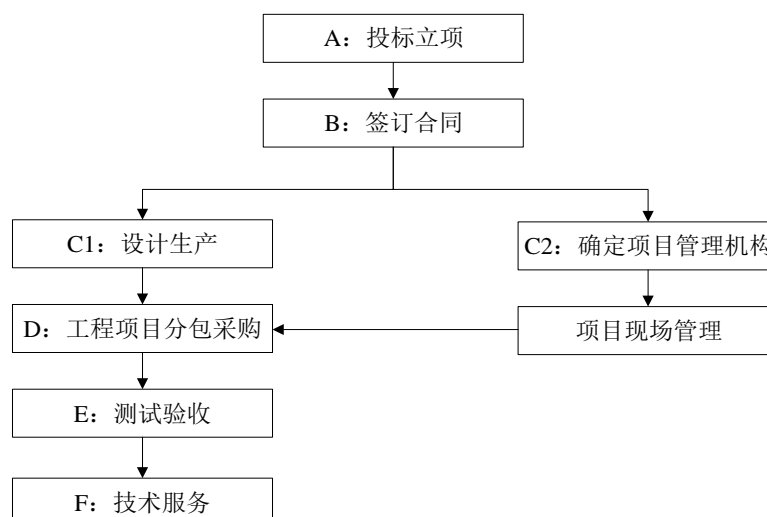 A：投标立项
B：签订合同
C1：设计生产
C2：确定项目管理机构
D：工程项目分包采购
项目现场管理
E：测试验收
F：技术服务